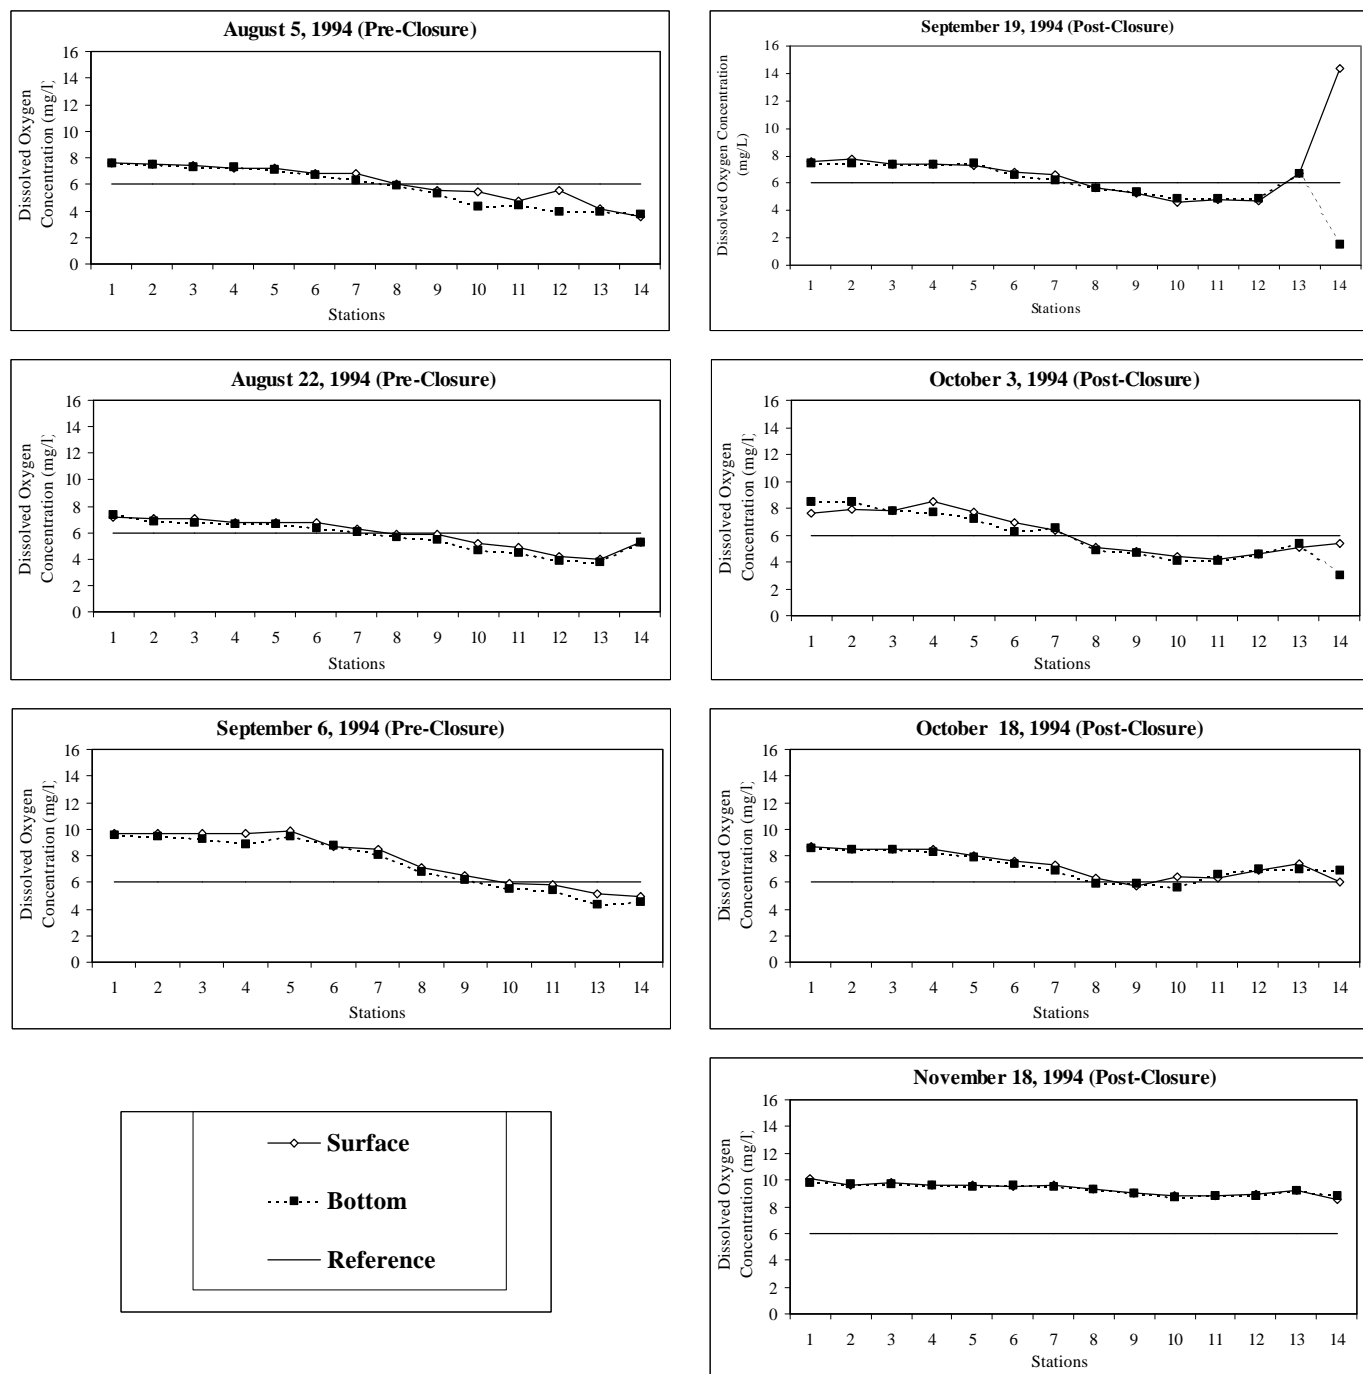 August 5, 1994 (Pre-Closure)
Dissolved Oxygen
Concentration (mg/l)
16
14
12
10
8
6
4
2
0
1 2 3 4 5 6 7 8 9 10 11 12 13 14
Stations
September 19, 1994 (Post-Closure)
Dissolved Oxygen Concentration
(mg/L)
16
14
12
10
8
6
4
2
0
1 2 3 4 5 6 7 8 9 10 11 12 13 14
Stations
August 22, 1994 (Pre-Closure)
Dissolved Oxygen
Concentration (mg/l)
16
14
12
10
8
6
4
2
0
1 2 3 4 5 6 7 8 9 10 11 12 13 14
Stations
October 3, 1994 (Post-Closure)
Dissolved Oxygen
Concentration (mg/l)
16
14
12
10
8
6
4
2
0
1 2 3 4 5 6 7 8 9 10 11 12 13 14
Stations
September 6, 1994 (Pre-Closure)
Dissolved Oxygen
Concentration (mg/l)
16
14
12
10
8
6
4
2
0
1 2 3 4 5 6 7 8 9 10 11 13 14
Stations
October 18, 1994 (Post-Closure)
Dissolved Oxygen
Concentration (mg/l)
16
14
12
10
8
6
4
2
0
1 2 3 4 5 6 7 8 9 10 11 12 13 14
Stations
Surface
Bottom
Reference
November 18, 1994 (Post-Closure)
Dissolved Oxygen
Concentration (mg/l)
16
14
12
10
8
6
4
2
0
1 2 3 4 5 6 7 8 9 10 11 12 13 14
Stations